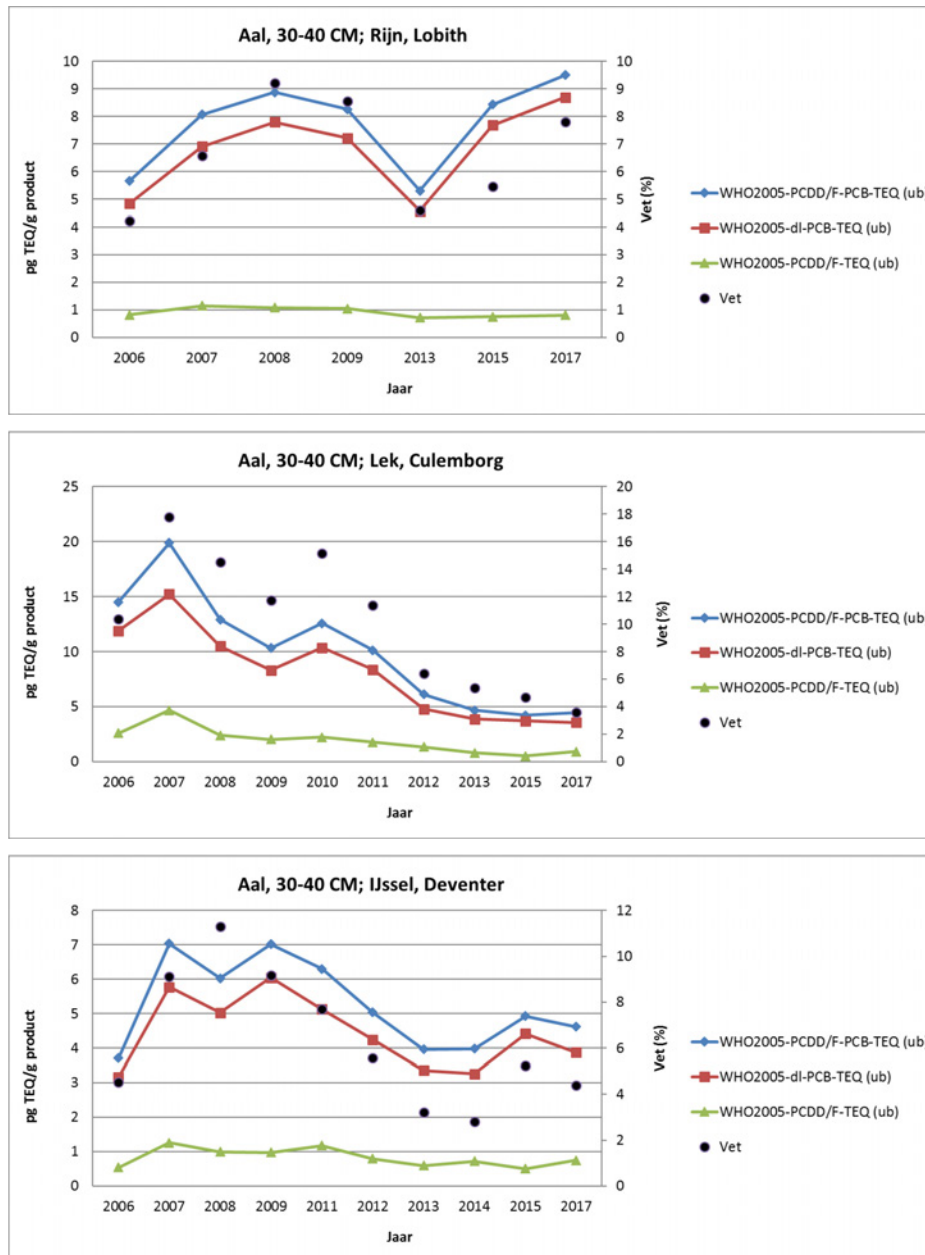 Aal, 30-40 CM; Rijn, Lobith
pg TEQ/g product
10
9
8
7
6
5
4
3
2
1
0
10
9
8
7
6
5
4
3
2
1
0
Vet (%)
2006 2007 2008 2009 2013 2015 2017
Jaar
WHO2005-PCDD/F-PCB-TEQ (ub)
WHO2005-dl-PCB-TEQ (ub)
WHO2005-PCDD/F-TEQ (ub)
Vet
Aal, 30-40 CM; Lek, Culemborg
pg TEQ/g product
25
20
15
10
5
0
20
18
16
14
12
10
8
6
4
2
0
Vet (%)
2006 2007 2008 2009 2010 2011 2012 2013 2015 2017
Jaar
WHO2005-PCDD/F-PCB-TEQ (ub)
WHO2005-dl-PCB-TEQ (ub)
WHO2005-PCDD/F-TEQ (ub)
Vet
Aal, 30-40 CM; IJssel, Deventer
pg TEQ/g product
8
7
6
5
4
3
2
1
0
12
10
8
6
4
2
0
Vet (%)
2006 2007 2008 2009 2011 2012 2013 2014 2015 2017
Jaar
WHO2005-PCDD/F-PCB-TEQ (ub)
WHO2005-dl-PCB-TEQ (ub)
WHO2005-PCDD/F-TEQ (ub)
Vet